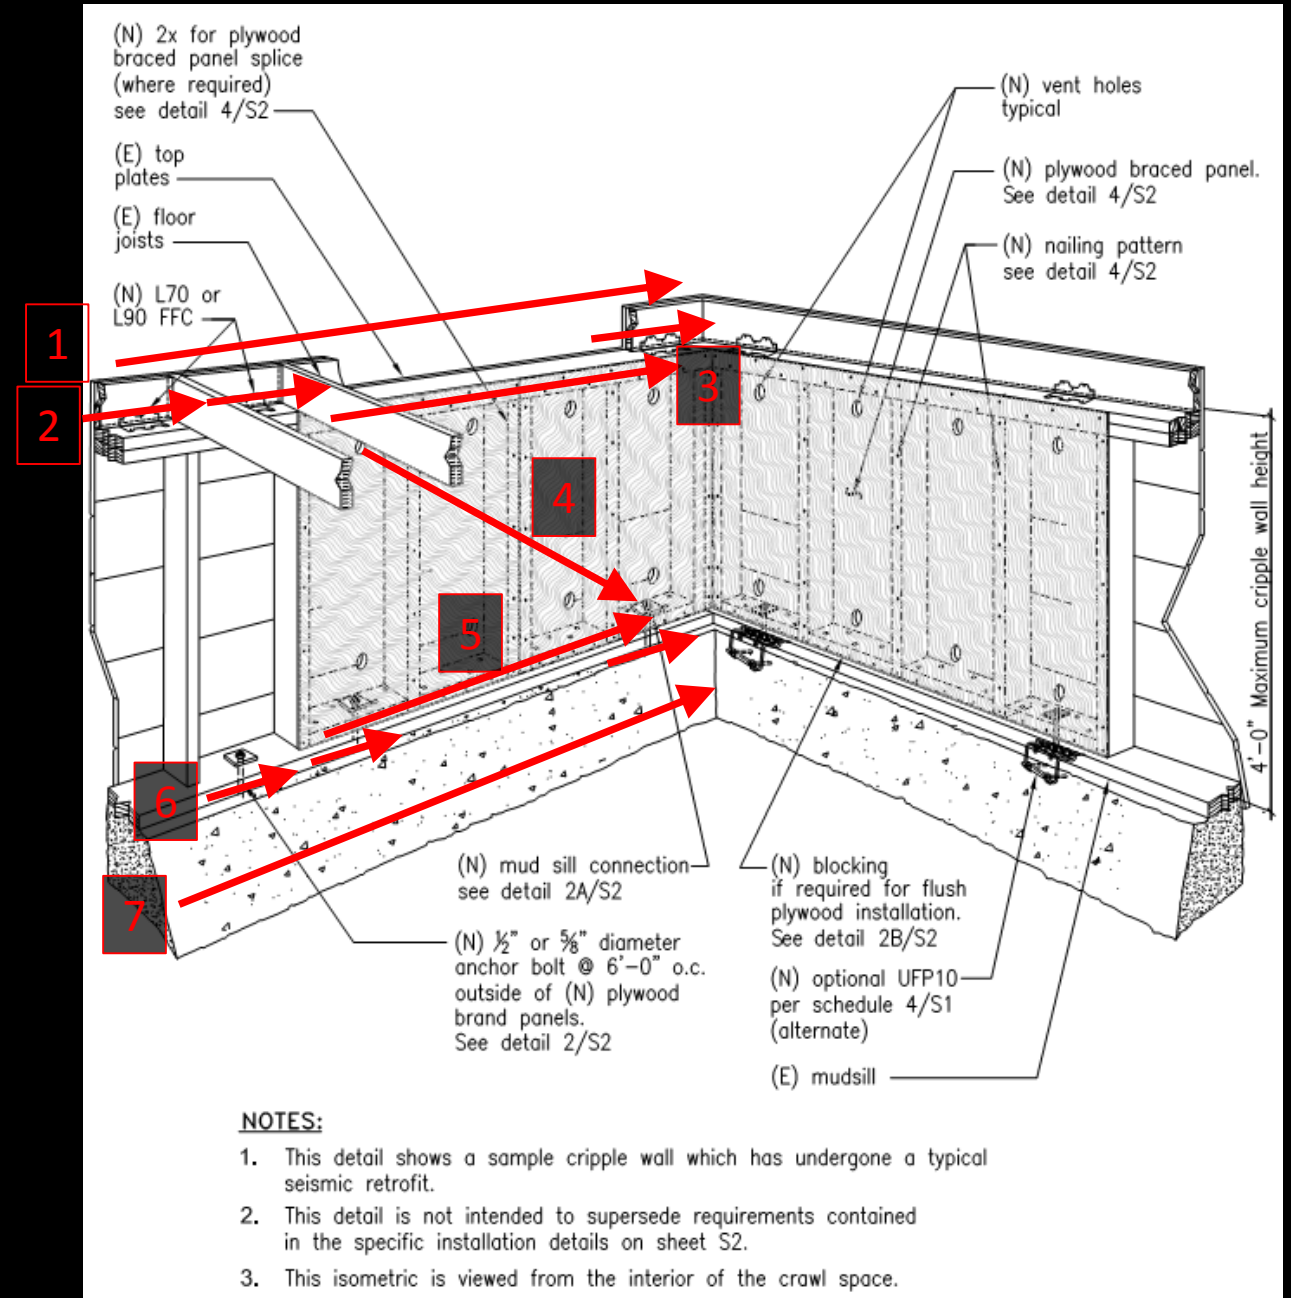 (N) 2x for plywood
braced panel splice
(where required)
see detail 4/S2
(E) top
plates
(E) floor
joists
(N) L70 or
L90 FFC
(N) vent holes
typical
(N) plywood braced panel.
See detail 4/S2
(N) nailing pattern
see detail 4/S2
1
2
3
4
5
6
7
4'-0" Maximum cripple wall height
(N) mud sill connection
see detail 2A/S2
(N) ½" or ⅝" diameter
anchor bolt @ 6'-0" o.c.
outside of (N) plywood
brand panels.
See detail 2/S2
(N) blocking
if required for flush
plywood installation.
See detail 2B/S2
(N) optional UFP10
per schedule 4/S1
(alternate)
(E) mudsill
NOTES:
1. This detail shows a sample cripple wall which has undergone a typical
seismic retrofit.
2. This detail is not intended to supersede requirements contained
in the specific installation details on sheet S2.
3. This isometric is viewed from the interior of the crawl space.